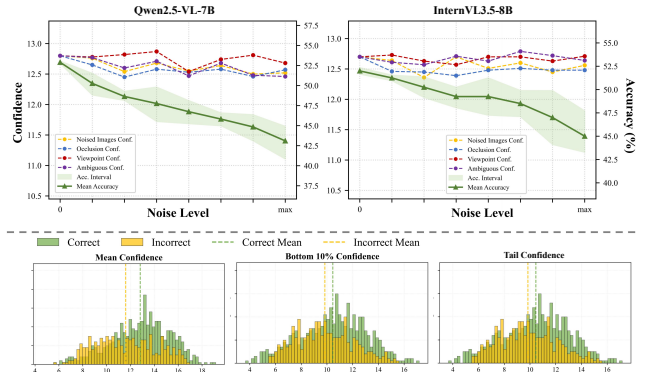 Qwen2.5-VL-7B
InternVL3.5-8B
Confidence
13.0
12.5
12.0
11.5
11.0
10.5
57.5
55.0
52.5
50.0
47.5
45.0
42.5
40.0
37.5
Noised Images Conf.
Occlusion Conf.
Viewpoint Conf.
Ambiguous Conf.
Acc. Interval
Mean Accuracy
0
Noise Level
max
13.0
12.5
12.0
11.5
11.0
10.5
55.0
52.5
50.0
47.5
45.0
42.5
40.0
Accuracy (%)
Noised Images Conf.
Occlusion Conf.
Viewpoint Conf.
Ambiguous Conf.
Acc. Interval
Mean Accuracy
0
Noise Level
max
Correct
Incorrect
Correct Mean
Incorrect Mean
Mean Confidence
Bottom 10% Confidence
Tail Confidence
4 6 8 10 12 14 16 18
4 6 8 10 12 14 16
4 6 8 10 12 14 16